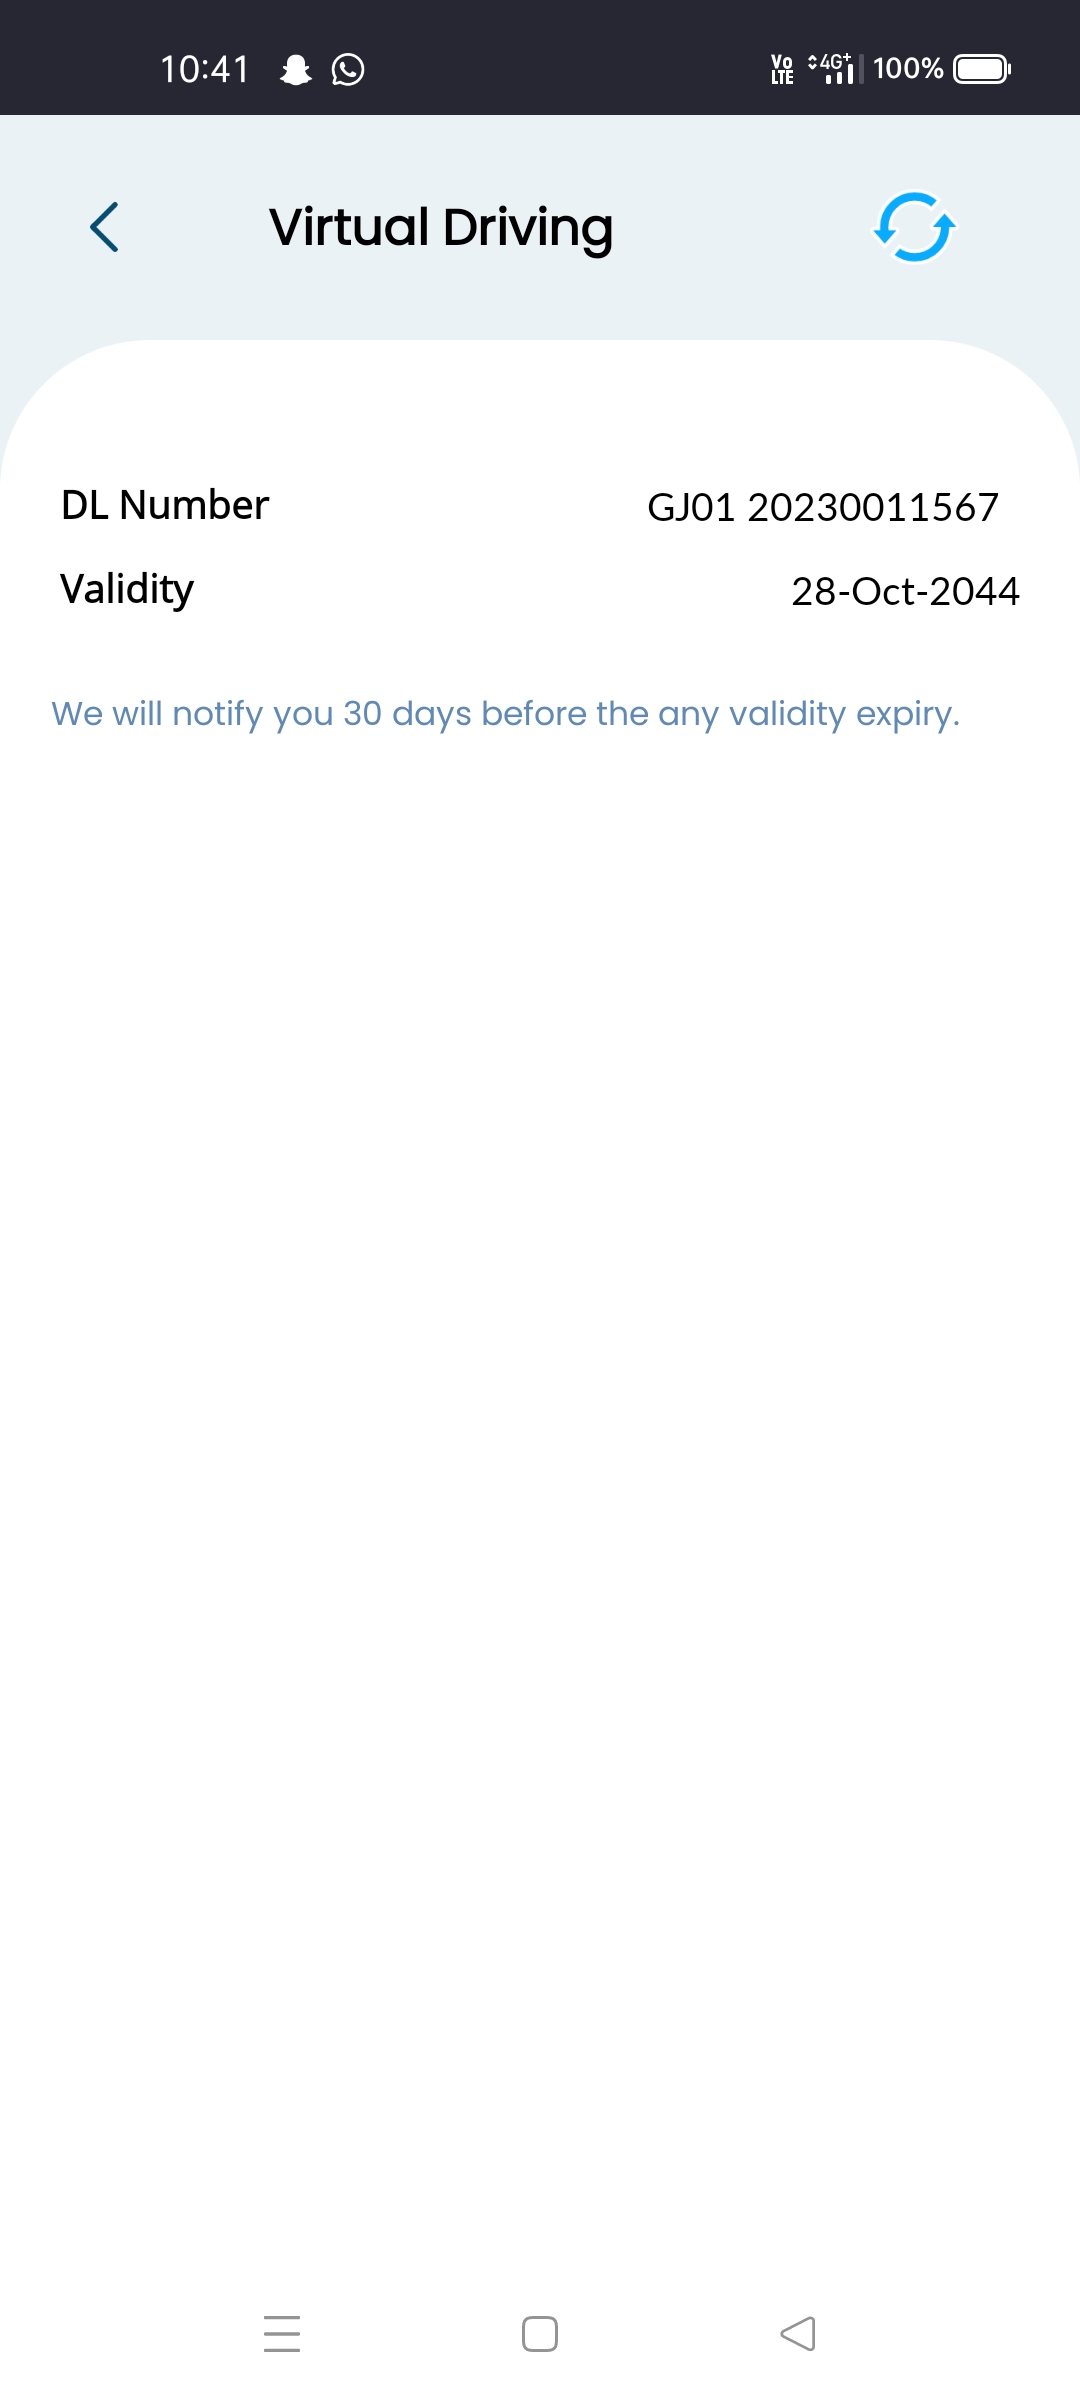 10:41 Vo LTE 4G+ 100%
Virtual Driving
DL Number GJ01 20230011567
Validity 28-Oct-2044
We will notify you 30 days before the any validity expiry.